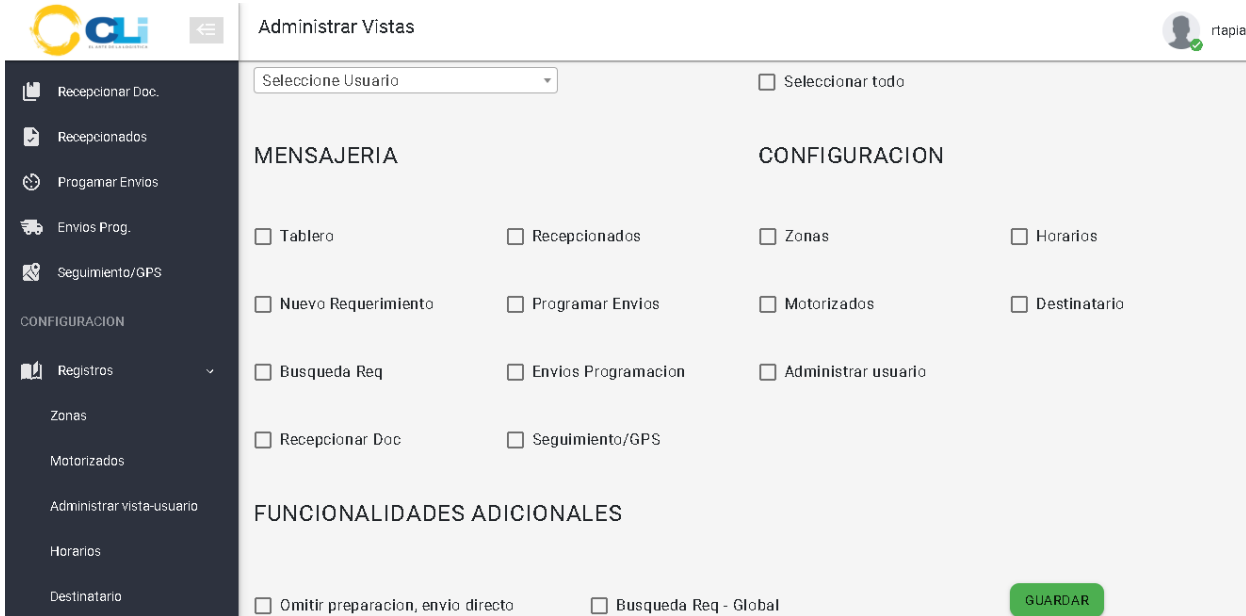 CLi
Administrar Vistas
rtapia
Recepcionar Doc.
Recepcionados
Progamar Envios
Envios Prog.
Seguimiento/GPS
CONFIGURACION
Registros
Zonas
Motorizados
Administrar vista-usuario
Horarios
Destinatario
Seleccione Usuario
Seleccionar todo
MENSAJERIA
CONFIGURACION
Tablero
Recepcionados
Zonas
Horarios
Nuevo Requerimiento
Programar Envios
Motorizados
Destinatario
Busqueda Req
Envios Programacion
Administrar usuario
Recepcionar Doc
Seguimiento/GPS
FUNCIONALIDADES ADICIONALES
Omitir preparacion, envio directo
Busqueda Req - Global
GUARDAR